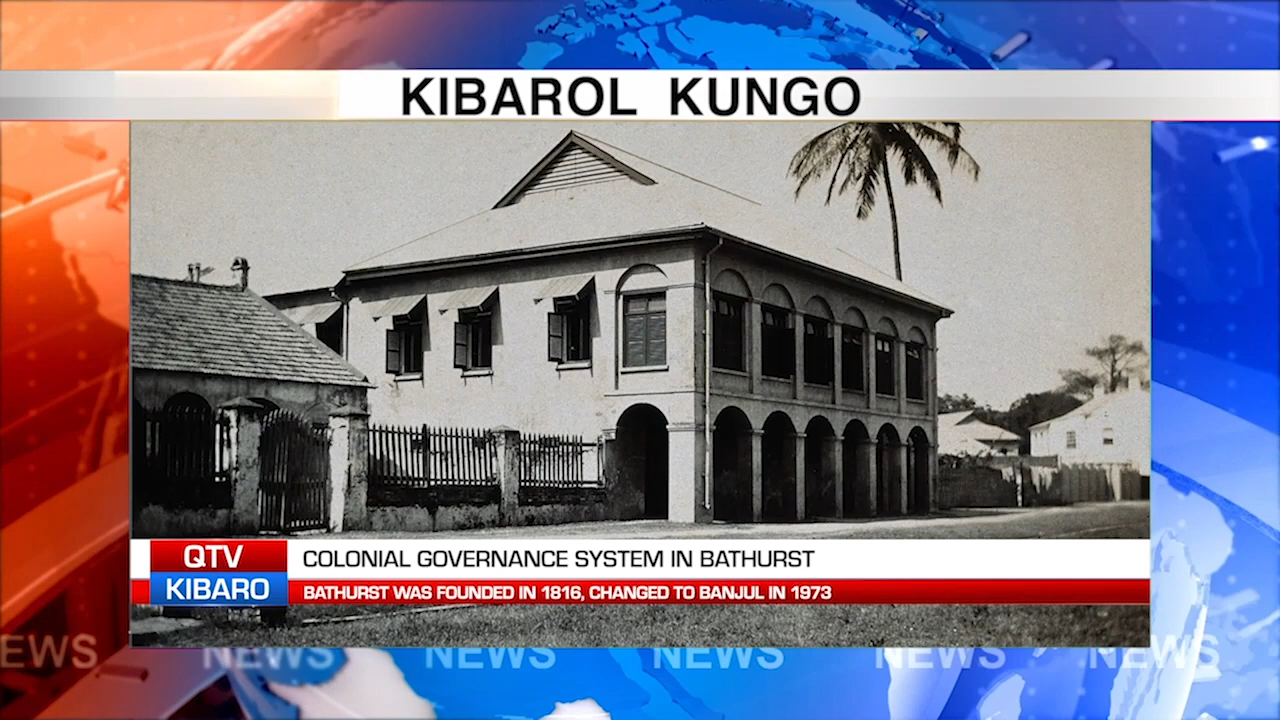 KIBAROL KUNGO
QTV
KIBARO
COLONIAL GOVERNANCE SYSTEM IN BATHURST
BATHURST WAS FOUNDED IN 1816, CHANGED TO BANJUL IN 1973
NEWS NEWS NEWS NEWS NEWS NEWS